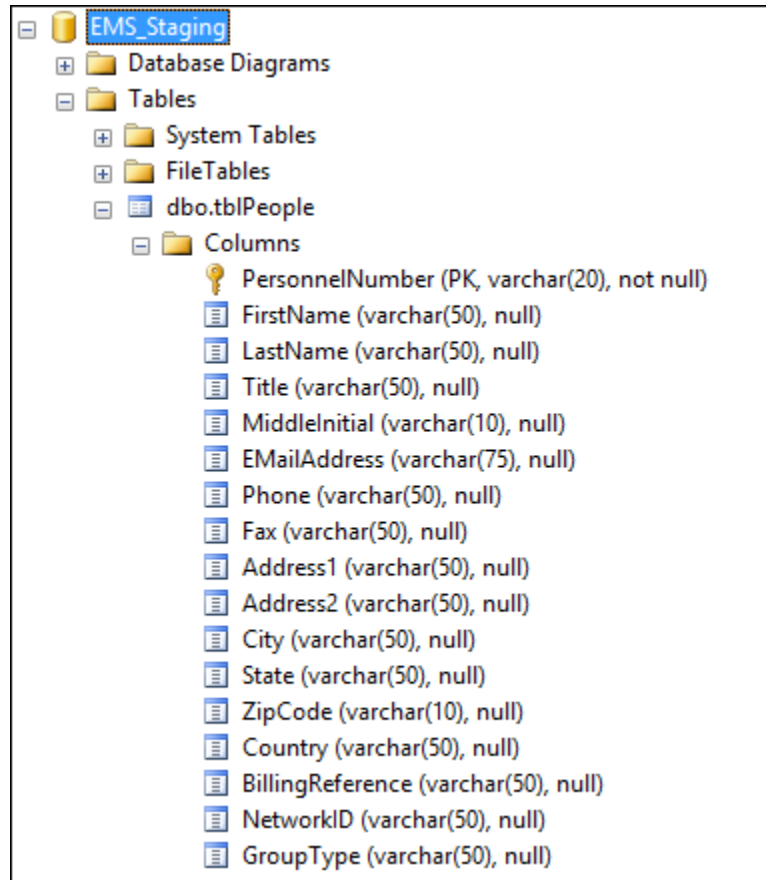 EMS_Staging
Database Diagrams
Tables
System Tables
FileTables
dbo.tblPeople
Columns
PersonnelNumber (PK, varchar(20), not null)
FirstName (varchar(50), null)
LastName (varchar(50), null)
Title (varchar(50), null)
MiddleInitial (varchar(10), null)
EMailAddress (varchar(75), null)
Phone (varchar(50), null)
Fax (varchar(50), null)
Address1 (varchar(50), null)
Address2 (varchar(50), null)
City (varchar(50), null)
State (varchar(50), null)
ZipCode (varchar(10), null)
Country (varchar(50), null)
BillingReference (varchar(50), null)
NetworkID (varchar(50), null)
GroupType (varchar(50), null)